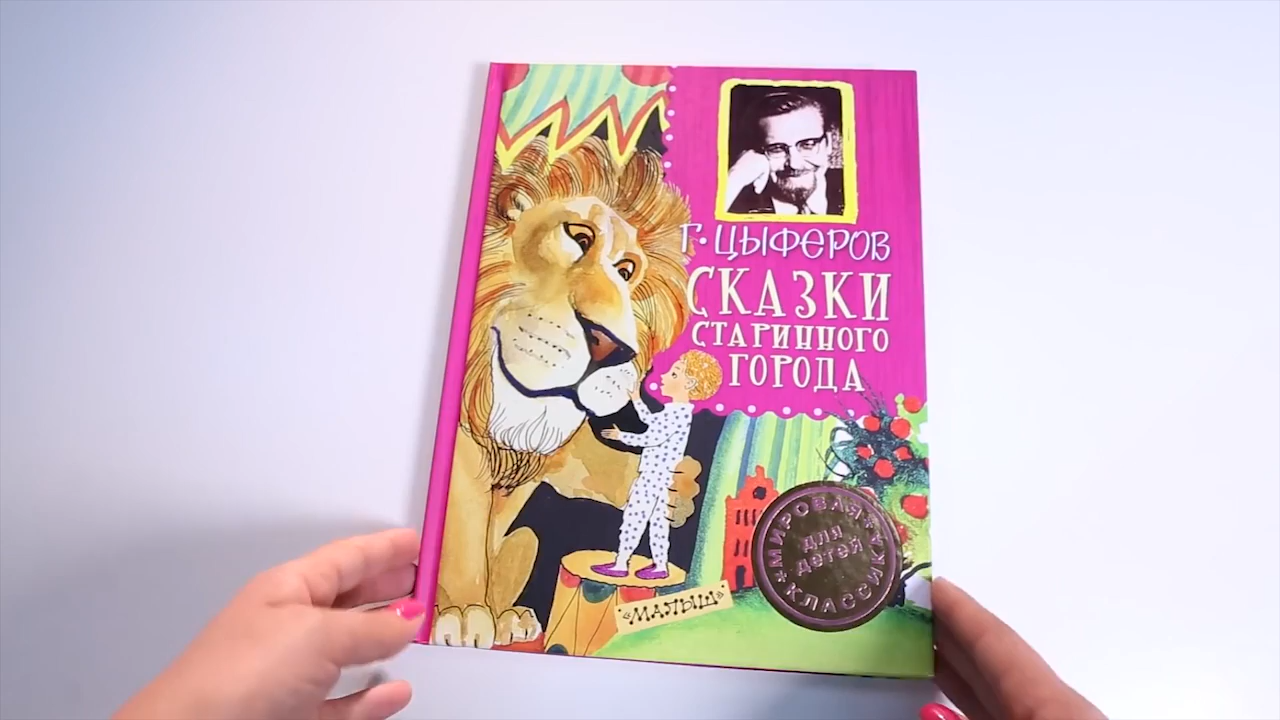 Г. ЦЫФЕРОВ
СКАЗКИ
СТАРИННОГО
ГОРОДА
МИРОВАЯ
для
детей
КЛАССИКА
«МАЛЫШ»